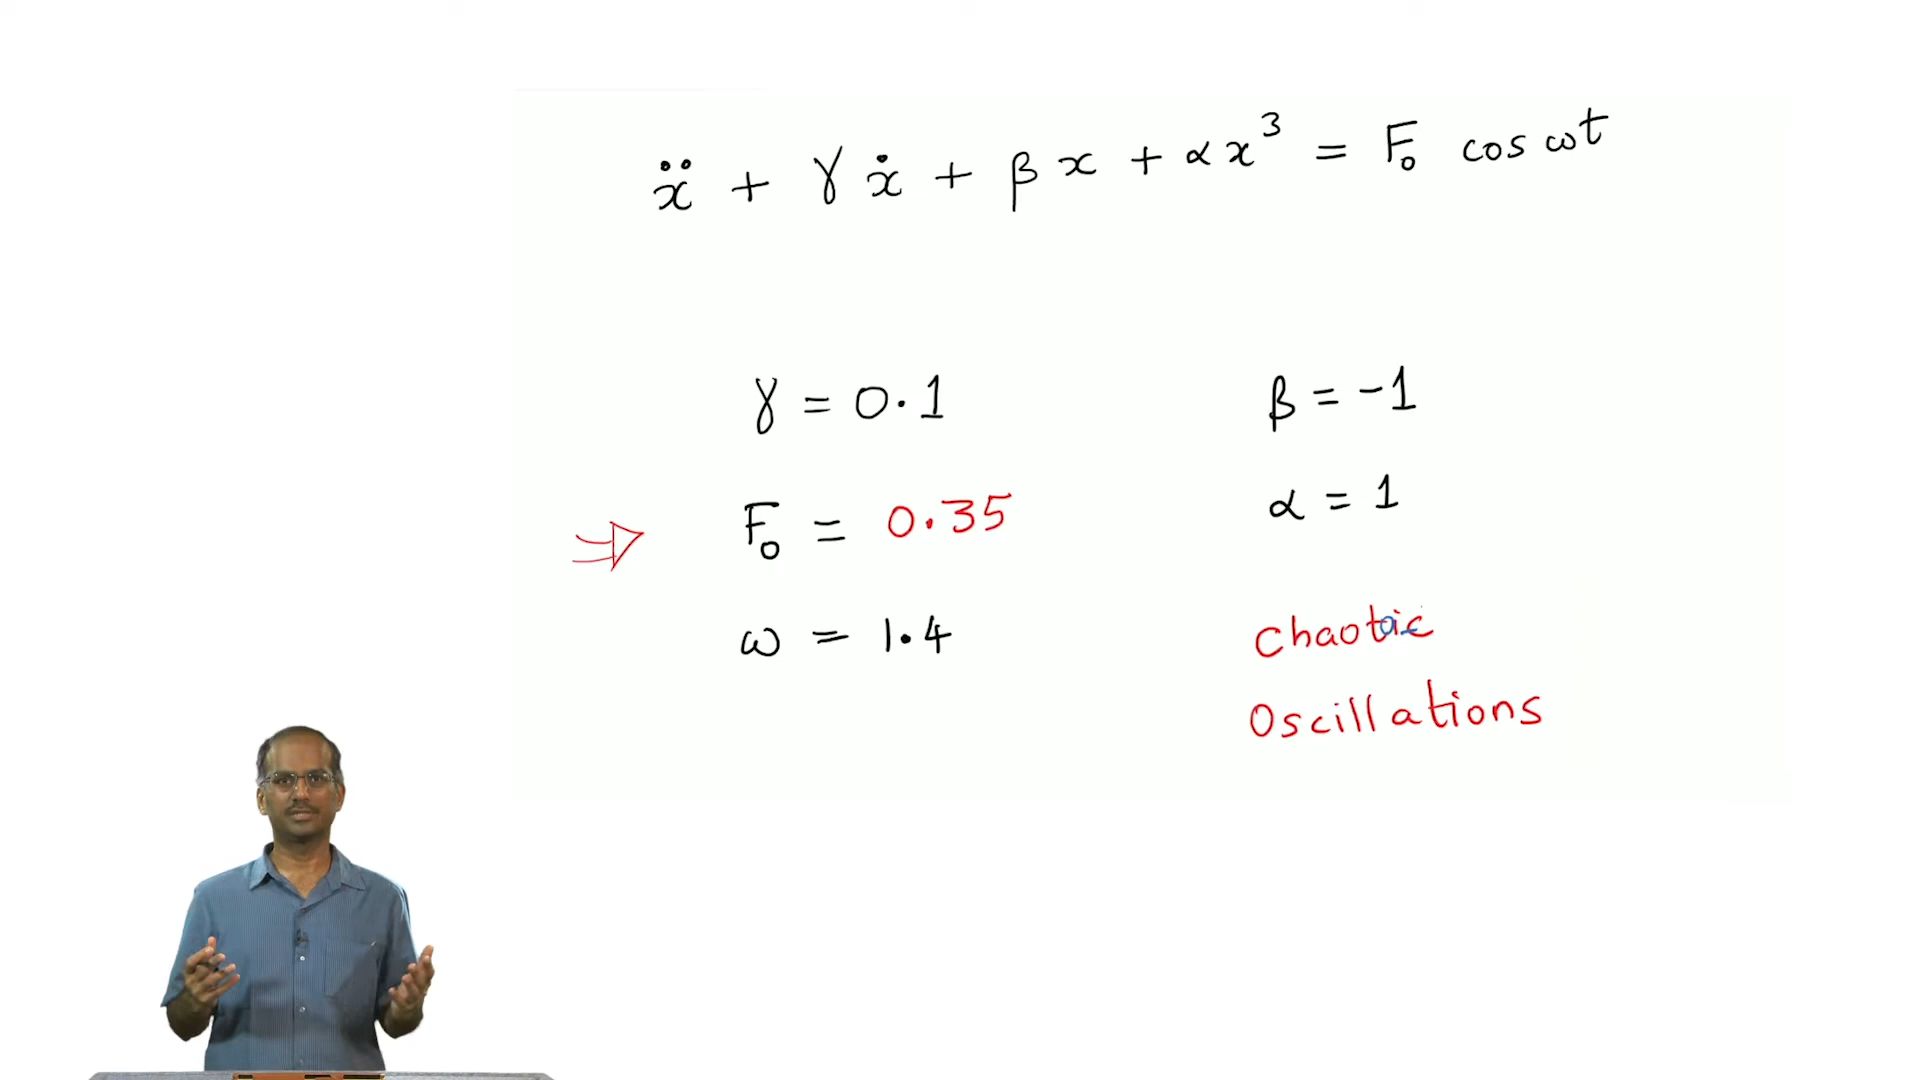 ẍ + γẋ + βx + αx³ = F₀ cos ωt
γ = 0.1
β = -1
F₀ = 0.35
α = 1
ω = 1.4
Chaotic
Oscillations